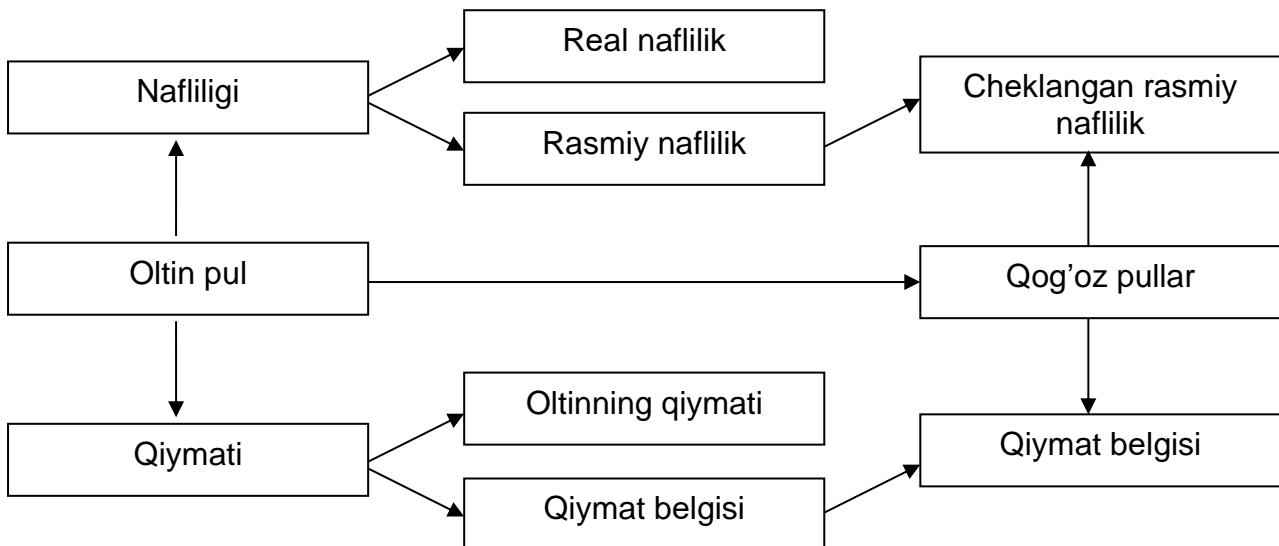 Real naflilik
Nafliligi
Cheklangan rasmiy
naflilik
Rasmiy naflilik
Oltin pul
Qog’oz pullar
Oltinning qiymati
Qiymati
Qiymat belgisi
Qiymat belgisi